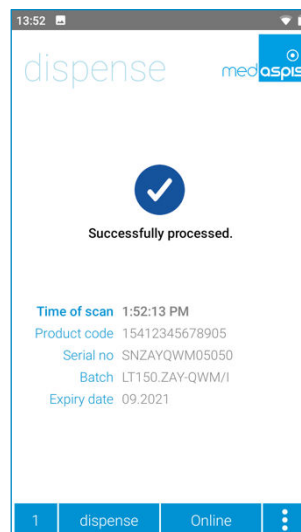 13:52
dispense
medaspis
Successfully processed.
Time of scan 1:52:13 PM
Product code 15412345678905
Serial no SNZAYQWM05050
Batch LT150.ZAY-QWM/I
Expiry date 09.2021
1 dispense Online